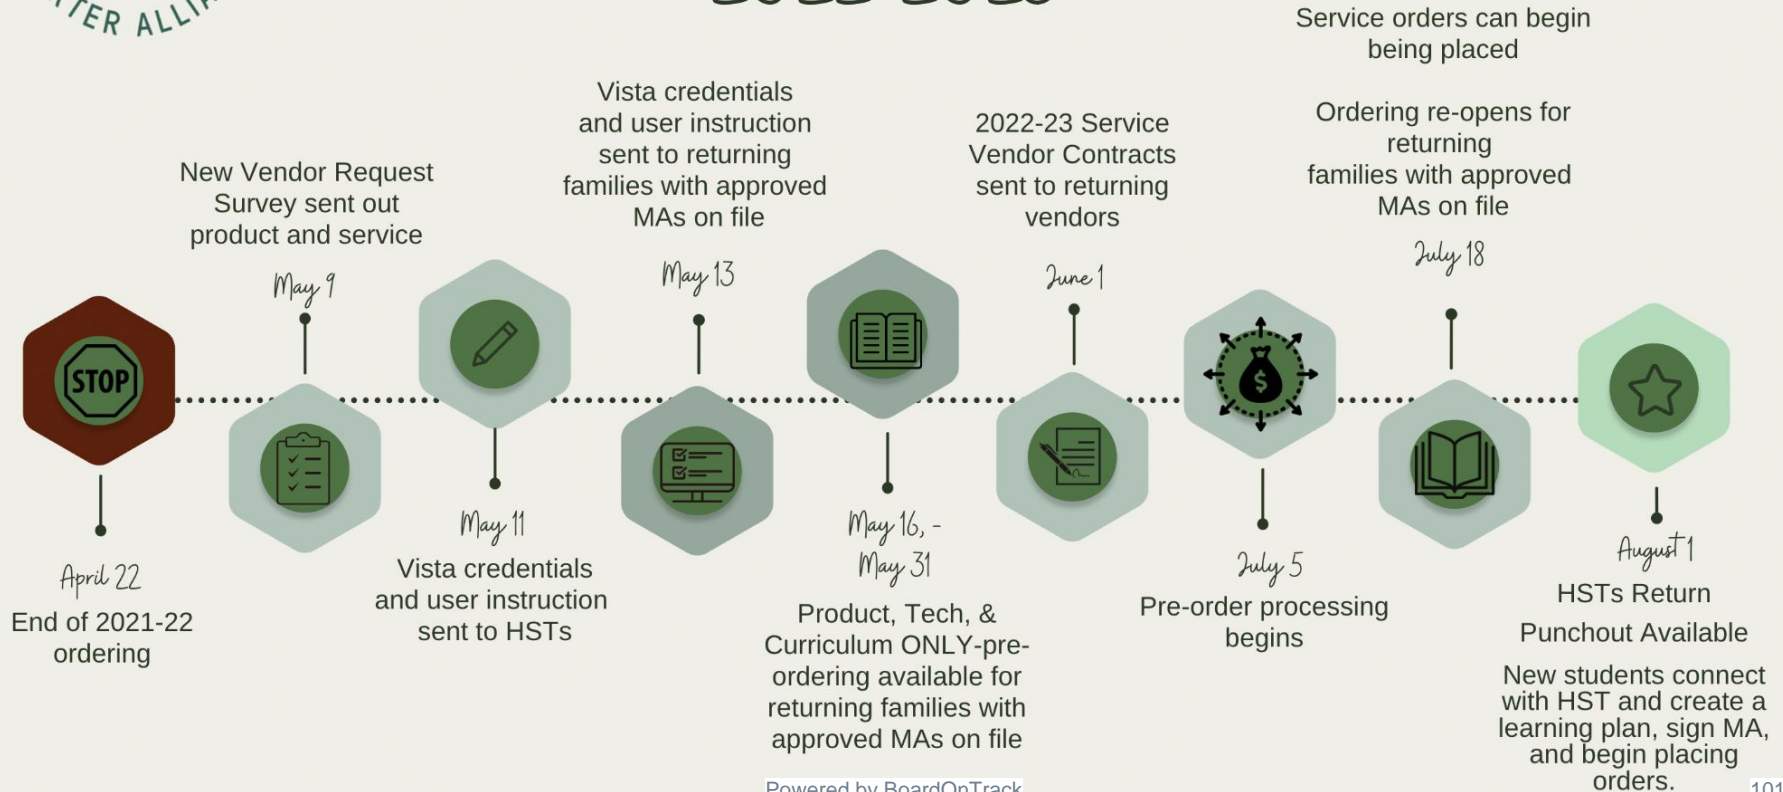 TER ALLIA
2022-2023
April 22
End of 2021-22
ordering
STOP
New Vendor Request
Survey sent out
product and service
May 9
May 11
Vista credentials
and user instruction
sent to HSTs
Vista credentials
and user instruction
sent to returning
families with approved
MAs on file
May 13
May 16, -
May 31
Product, Tech, &
Curriculum ONLY-pre-
ordering available for
returning families with
approved MAs on file
2022-23 Service
Vendor Contracts
sent to returning
vendors
June 1
$
July 5
Pre-order processing
begins
Service orders can begin
being placed
Ordering re-opens for
returning
families with approved
MAs on file
July 18
August 1
HSTs Return
Punchout Available
New students connect
with HST and create a
learning plan, sign MA,
and begin placing
orders.
Powered by BoardOnTrack
101